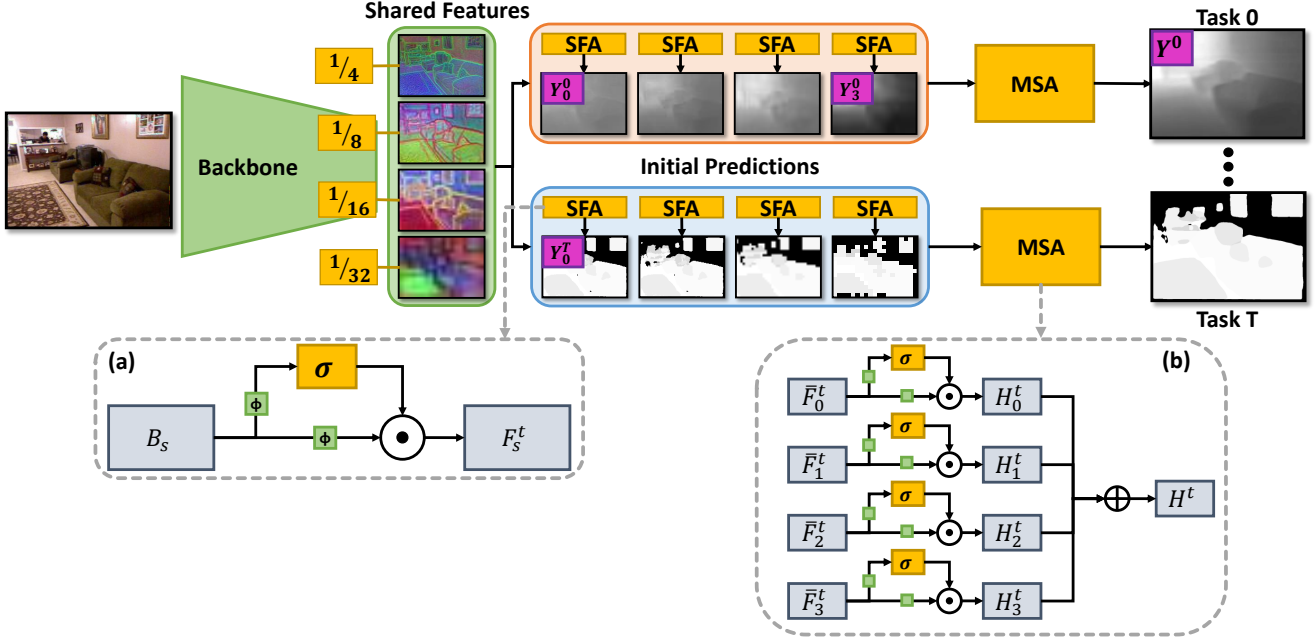 Shared Features
Task 0
SFA SFA SFA SFA
1/4
Y_0^0
Y_3^0
MSA
Y^0
1/8
Backbone
Initial Predictions
1/16
SFA SFA SFA SFA
Y_0^T
MSA
1/32
Task T
(a)
σ
ϕ
B_s
ϕ
F_s^t
(b)
σ
F̅_0^t
H_0^t
σ
F̅_1^t
H_1^t
σ
F̅_2^t
H_2^t
H^t
σ
F̅_3^t
H_3^t